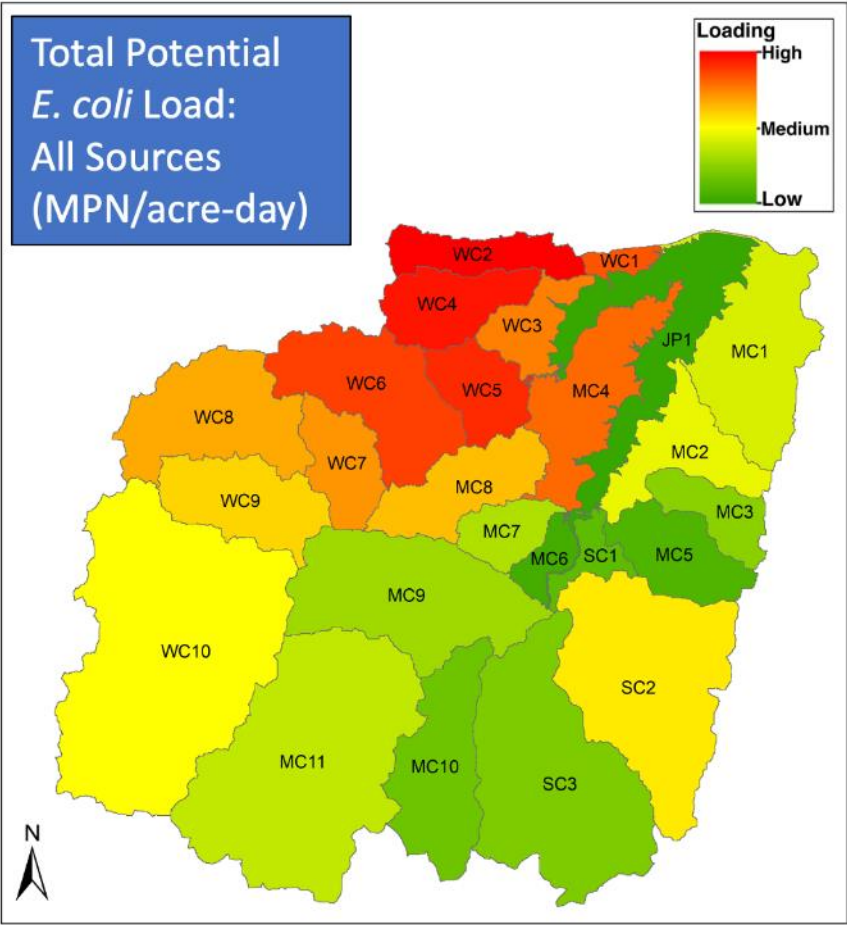 Total Potential
E. coli Load:
All Sources
(MPN/acre-day)
Loading
High
Medium
Low
WC2
WC1
WC4
WC3
JP1
MC1
WC6
WC5
MC4
WC8
MC2
WC7
MC8
WC9
MC3
MC7
MC6
SC1
MC5
MC9
WC10
SC2
MC11
MC10
SC3
N